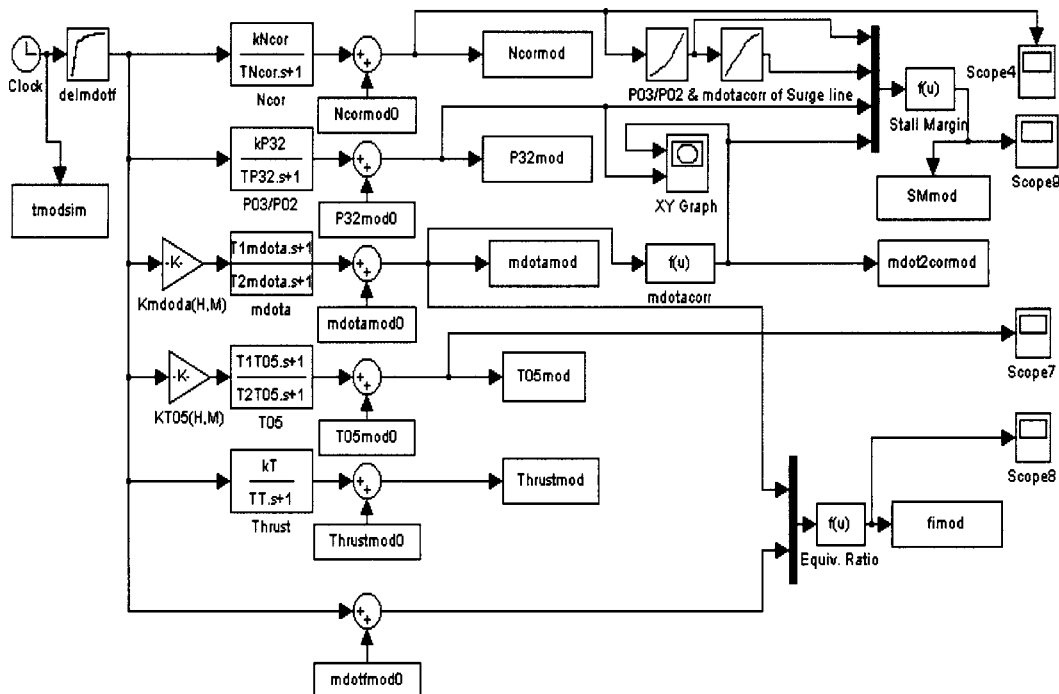 Clock
delmdotf
tmodsim
kNcor
TNcor.s+1
Ncor
+
+
Ncormod0
Ncormod
P03/P02 & mdotacorr of Surge line
f(u)
Stall Margin
Scope4
Scope9
SMmod
kP32
TP32.s+1
P03/P02
+
+
P32mod0
P32mod
XY Graph
-K-
Kmdoda(H,M)
T1mdota.s+1
T2mdota.s+1
mdota
+
+
mdotamod0
mdotamod
f(u)
mdotacorr
mdot2cormod
-K-
KT05(H,M)
T1T05.s+1
T2T05.s+1
T05
+
+
T05mod0
T05mod
Scope7
kT
TT.s+1
Thrust
+
+
Thrustmod0
Thrustmod
f(u)
Equiv. Ratio
fimod
Scope8
+
+
mdotfmod0